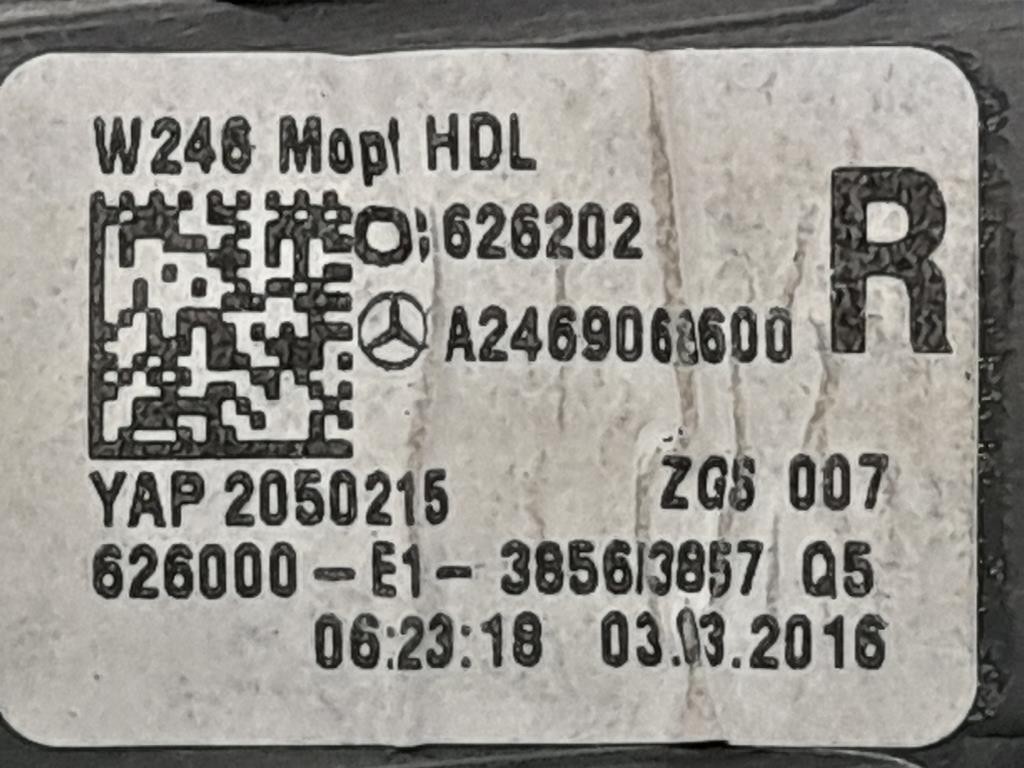 W246 Mopf HDL
R
626202
ZGS 007
YAP 2050215
626000 - E1 - 3856/3857 Q5
06:23:18 03.03.2016